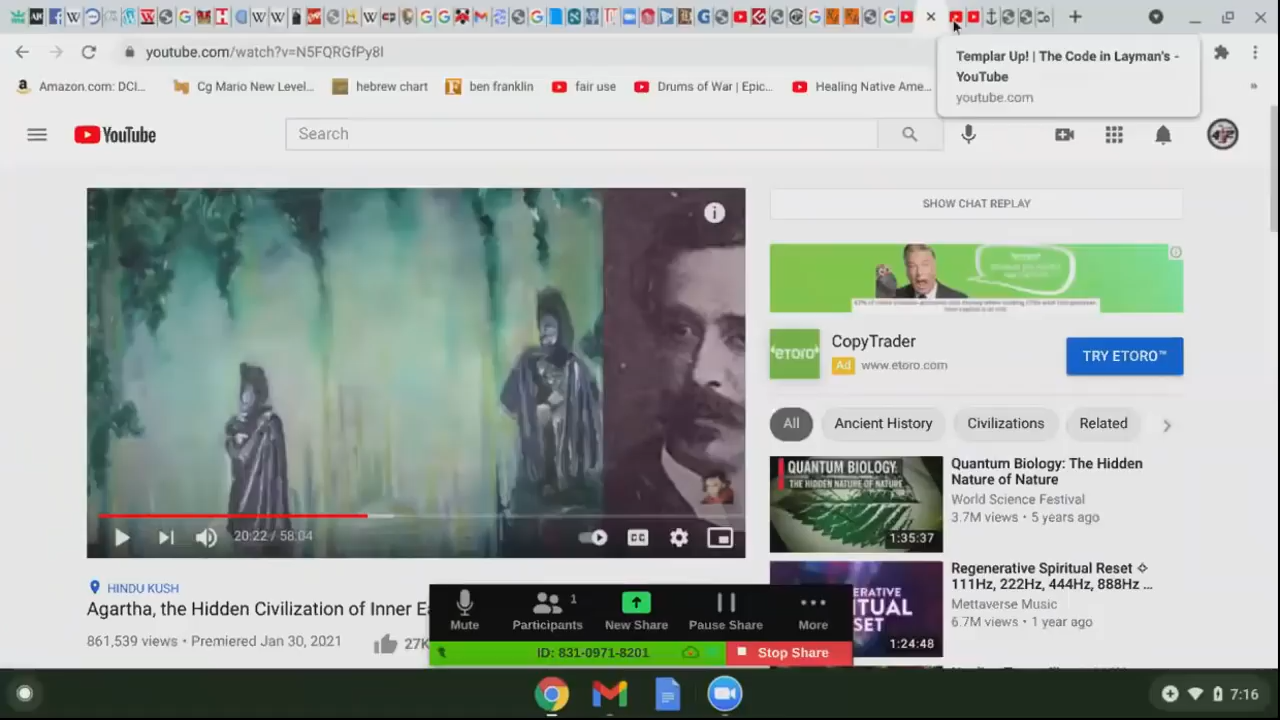 Templar Up! | The Code in Layman's -
YouTube
youtube.com
youtube.com/watch?v=N5FQRGfPy8I
Amazon.com: DCI...
Cg Mario New Level...
hebrew chart
ben franklin
fair use
Drums of War | Epic...
Healing Native Ame...
»
YouTube
Search
SHOW CHAT REPLAY
eToro
CopyTrader
Ad www.etoro.com
TRY ETORO™
All
Ancient History
Civilizations
Related
QUANTUM BIOLOGY:
THE HIDDEN NATURE OF NATURE
1:35:37
Quantum Biology: The Hidden
Nature of Nature
World Science Festival
3.7M views • 5 years ago
20:22 / 58:04
CC
HINDU KUSH
Agartha, the Hidden Civilization of Inner Ea
861,539 views • Premiered Jan 30, 2021
27K
ERATIVE
TUAL
SET
1:24:48
Regenerative Spiritual Reset ✧
111Hz, 222Hz, 444Hz, 888Hz ...
Mettaverse Music
6.7M views • 1 year ago
Mute
Participants 1
New Share
Pause Share
More
ID: 831-0971-8201
Stop Share
7:16